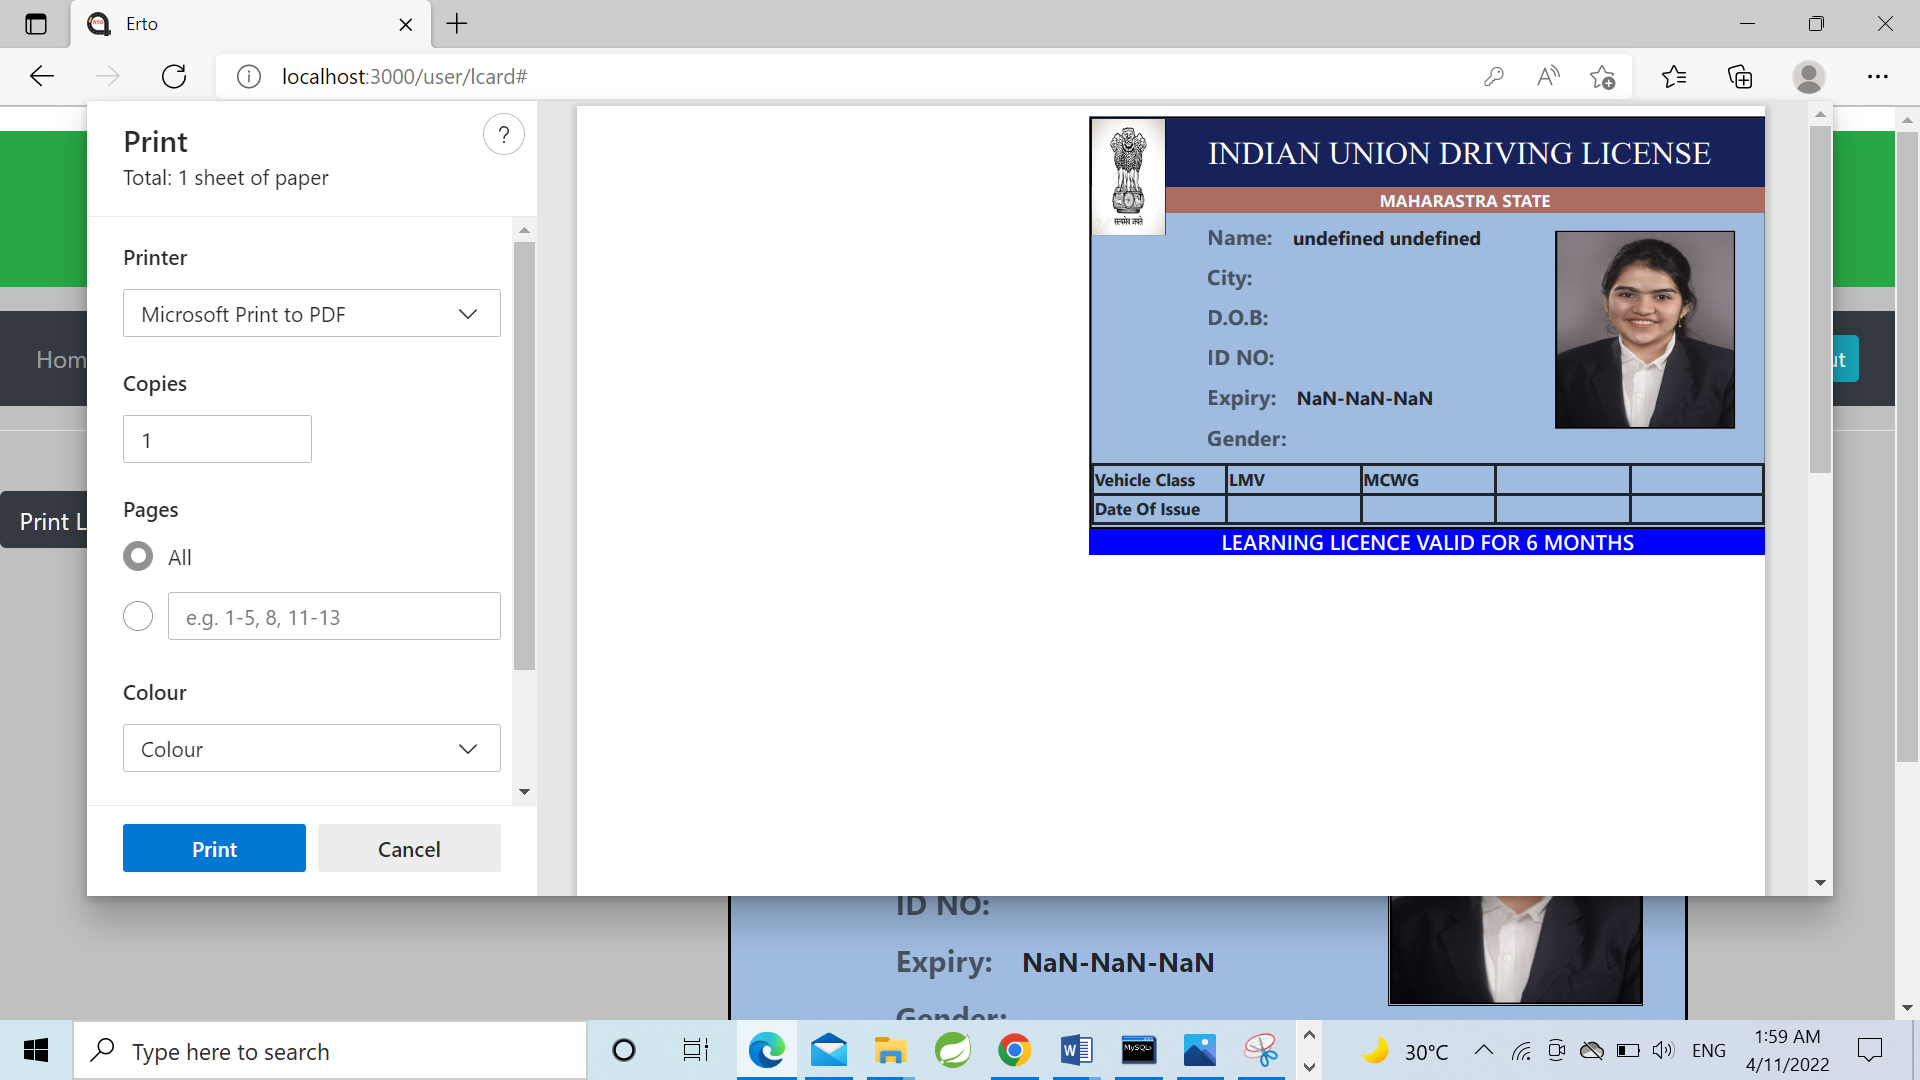 Erto
localhost:3000/user/lcard#
Print
Total: 1 sheet of paper
?
Printer
Microsoft Print to PDF
Copies
1
Pages
All
e.g. 1-5, 8, 11-13
Colour
Colour
Print
Cancel
Hom
Print L
ut
INDIAN UNION DRIVING LICENSE
MAHARASTRA STATE
सत्यमेव जयते
Name: undefined undefined
City:
D.O.B:
ID NO:
Expiry: NaN-NaN-NaN
Gender:
Vehicle Class LMV MCWG
Date Of Issue
LEARNING LICENCE VALID FOR 6 MONTHS
ID NO:
Expiry: NaN-NaN-NaN
Gender:
Type here to search
MySQL
30°C
ENG
1:59 AM
4/11/2022